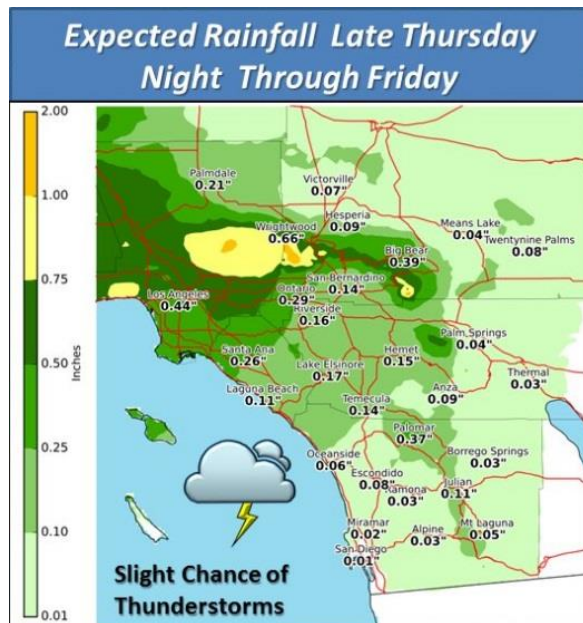 Expected Rainfall Late Thursday
Night Through Friday
2.00
1.00
0.75
0.50
0.25
0.10
0.01
Inches
Palmdale
0.21"
Victorville
0.07"
Hesperia
0.09"
Wrightwood
0.66"
Means Lake
0.04"
Twentynine Palms
0.08"
Big Bear
0.39"
San Bernardino
0.14"
Ontario
0.29"
Los Angeles
0.44"
Riverside
0.16"
Palm Springs
0.04"
Santa Ana
0.26"
Lake Elsinore
0.17"
Hemet
0.15"
Thermal
0.03"
Laguna Beach
0.11"
Temecula
0.14"
Anza
0.09"
Palomar
0.37"
Oceanside
0.06"
Borrego Springs
0.03"
Escondido
0.08"
Ramona
0.03"
Julian
0.11"
Miramar
0.02"
Alpine
0.03"
Mt Laguna
0.05"
San Diego
0.01"
Slight Chance of
Thunderstorms